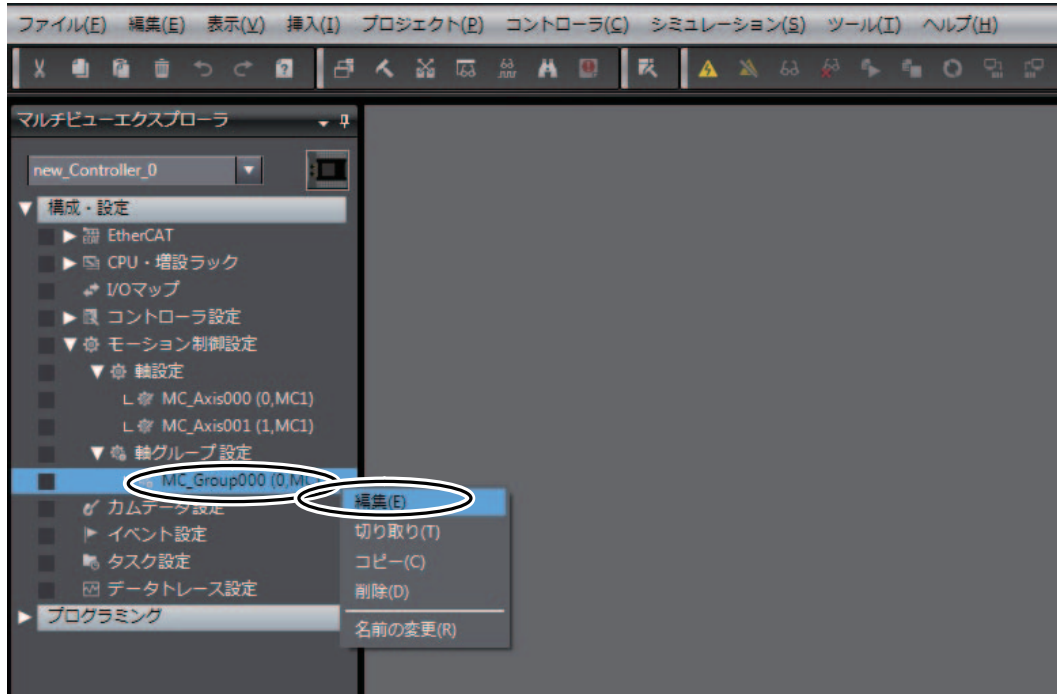 ファイル(F) 編集(E) 表示(V) 挿入(I) プロジェクト(P) コントローラ(C) シミュレーション(S) ツール(T) ヘルプ(H)
マルチビューエクスプローラ
new_Controller_0
構成・設定
EtherCAT
CPU・増設ラック
I/Oマップ
コントローラ設定
モーション制御設定
軸設定
MC_Axis000 (0,MC1)
MC_Axis001 (1,MC1)
軸グループ設定
MC_Group000 (0,MC
編集(E)
カムデータ設定
切り取り(T)
イベント設定
コピー(C)
タスク設定
削除(D)
データトレース設定
プログラミング
名前の変更(R)